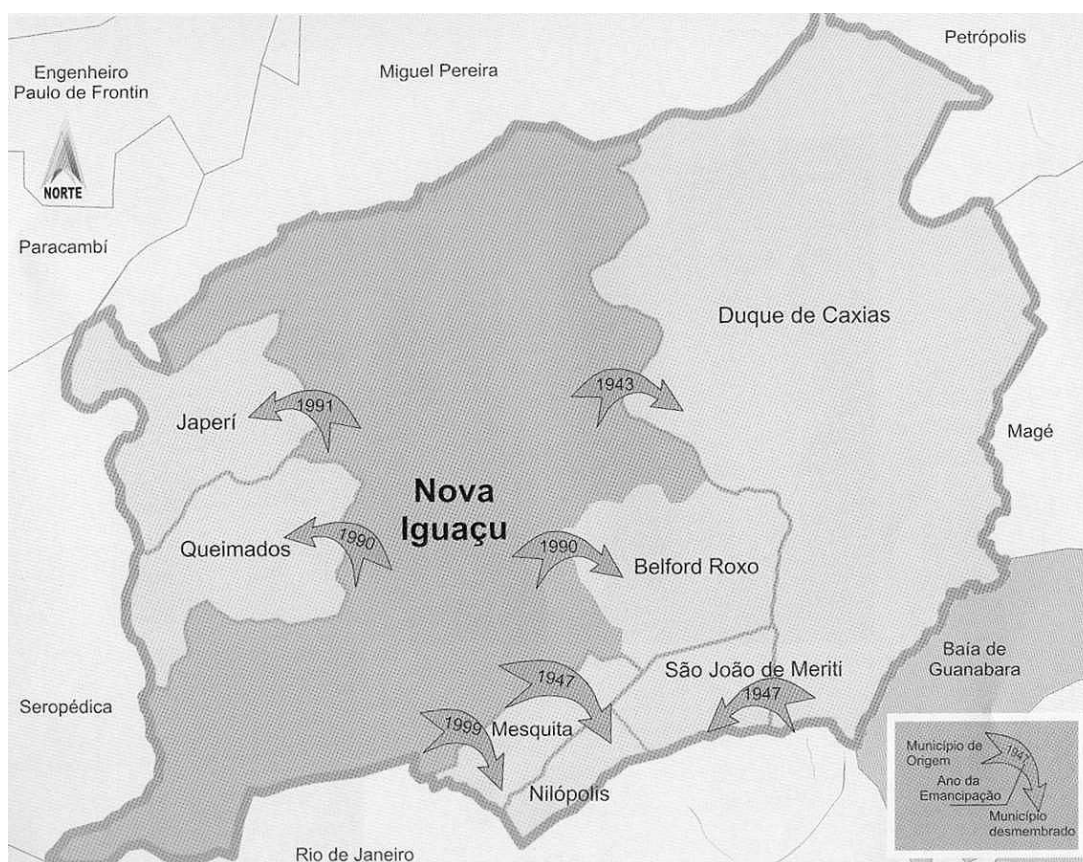 Petrópolis
Engenheiro
Paulo de Frontin
Miguel Pereira
NORTE
Paracambí
Duque de Caxias
1943
1991
Japerí
Magé
Nova
Iguaçu
Queimados
1990
1990
Belford Roxo
Baía de
Guanabara
São João de Meriti
1947
1947
Seropédica
1999
Mesquita
Nilópolis
Rio de Janeiro
Município de
Origem
1947
Ano da
Emancipação
Município
desmembrado